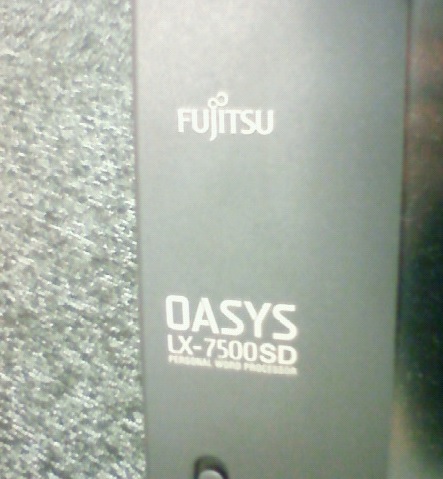 FUJITSU
OASYS
LX-7500SD
PERSONAL WORD PROCESSOR